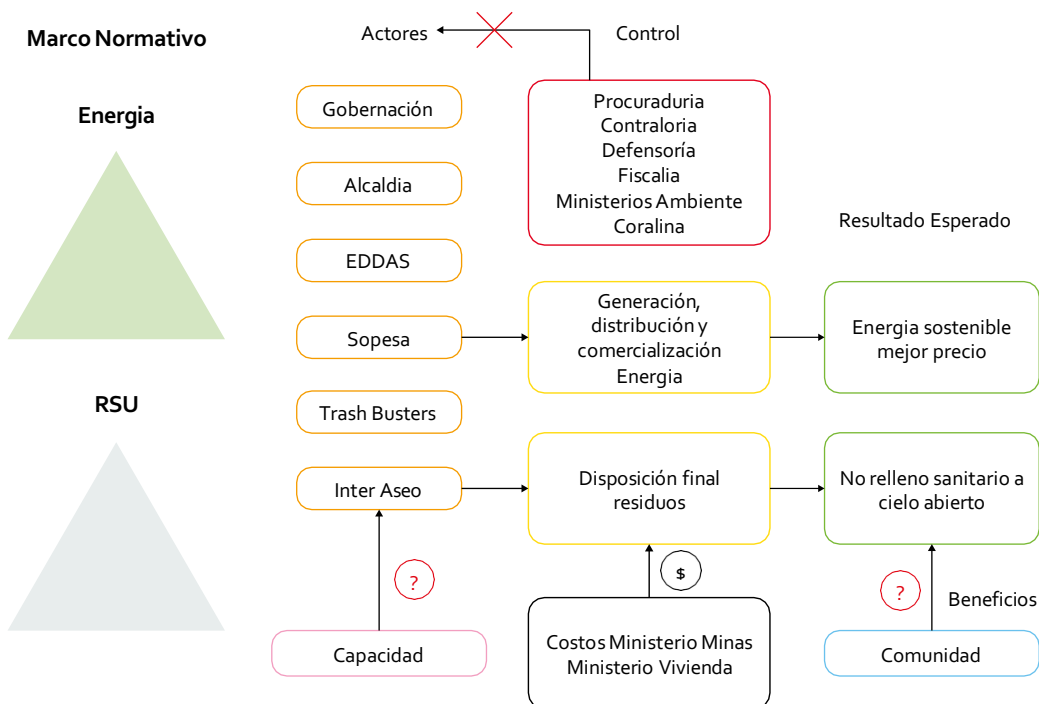 Marco Normativo
Energia
RSU
Actores
Control
Gobernación
Alcaldia
EDDAS
Sopesa
Trash Busters
Inter Aseo
?
Capacidad
Procuraduria
Contraloria
Defensoría
Fiscalia
Ministerios Ambiente
Coralina
Generación,
distribución y
comercialización
Energia
Disposición final
residuos
$
Costos Ministerio Minas
Ministerio Vivienda
Resultado Esperado
Energia sostenible
mejor precio
No relleno sanitario a
cielo abierto
?
Beneficios
Comunidad